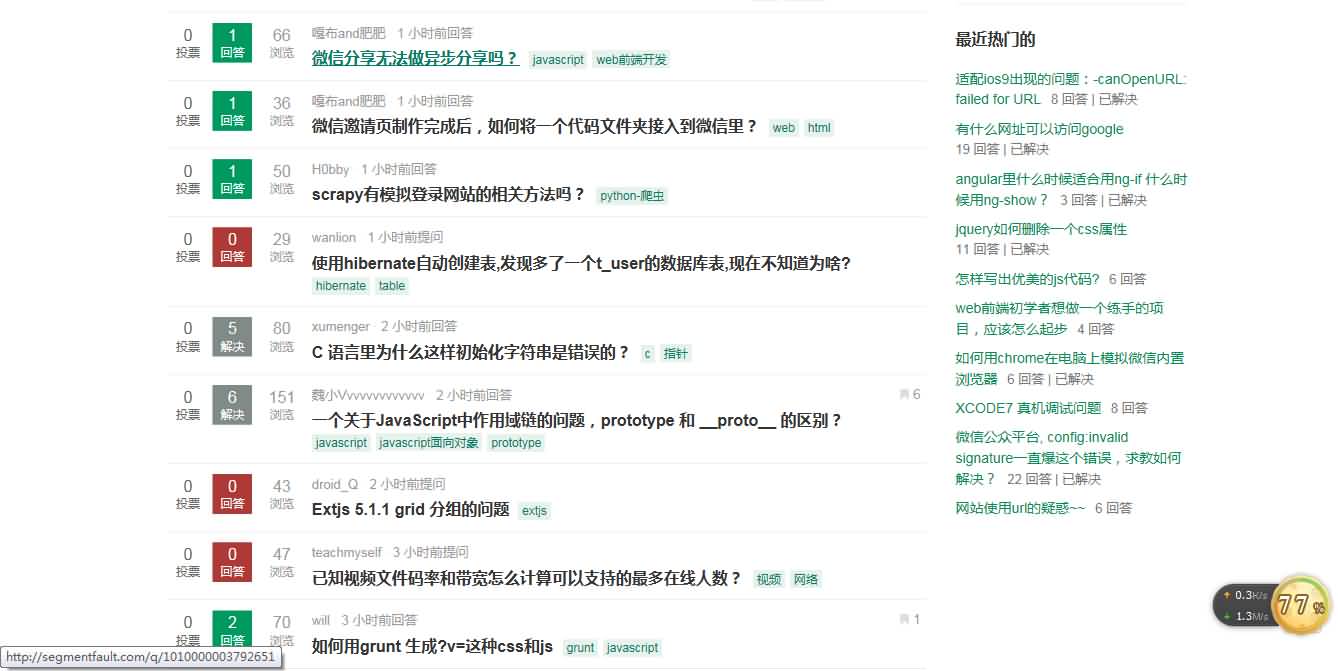 0 1 66 嘎布and肥肥 1 小时前回答
投票 回答 浏览 微信分享无法做异步分享吗？ javascript web前端开发
0 1 36 嘎布and肥肥 1 小时前回答
投票 回答 浏览 微信邀请页制作完成后，如何将一个代码文件夹接入到微信里？ web html
0 1 50 H0bby 1 小时前回答
投票 回答 浏览 scrapy有模拟登录网站的相关方法吗？ python-爬虫
0 0 29 wanlion 1 小时前提问
投票 回答 浏览 使用hibernate自动创建表,发现多了一个t_user的数据库表,现在不知道为啥?
hibernate table
0 5 80 xumenger 2 小时前回答
投票 解决 浏览 C 语言里为什么这样初始化字符串是错误的？ c 指针
0 6 151 魏小Vvvvvvvvvvvv 2 小时前回答 6
投票 解决 浏览 一个关于JavaScript中作用域链的问题，prototype 和 __proto__ 的区别？
javascript javascript面向对象 prototype
0 0 43 droid_Q 2 小时前提问
投票 回答 浏览 Extjs 5.1.1 grid 分组的问题 extjs
0 0 47 teachmyself 3 小时前提问
投票 回答 浏览 已知视频文件码率和带宽怎么计算可以支持的最多在线人数？ 视频 网络
0 2 70 will 3 小时前回答 1
投票 回答 浏览 如何用grunt 生成?v=这种css和js grunt javascript
http://segmentfault.com/q/1010000003792651
最近热门的
适配ios9出现的问题：-canOpenURL:
failed for URL 8 回答 | 已解决
有什么网址可以访问google
19 回答 | 已解决
angular里什么时候适合用ng-if 什么时
候用ng-show？ 3 回答 | 已解决
jquery如何删除一个css属性
11 回答 | 已解决
怎样写出优美的js代码? 6 回答
web前端初学者想做一个练手的项
目，应该怎么起步 4 回答
如何用chrome在电脑上模拟微信内置
浏览器 6 回答 | 已解决
XCODE7 真机调试问题 8 回答
微信公众平台, config:invalid
signature一直爆这个错误，求教如何
解决？ 22 回答 | 已解决
网站使用url的疑惑~~ 6 回答
0.3K/s
1.3M/s
77%